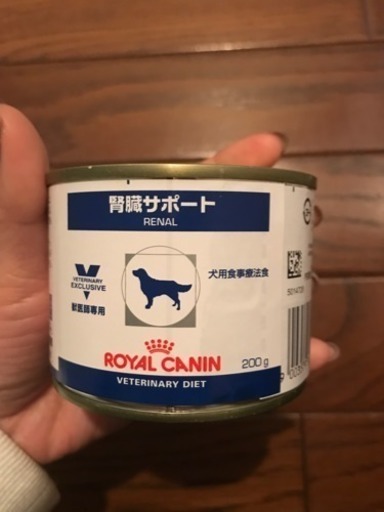 腎臓サポート
RENAL
VETERINARY
EXCLUSIVE
獣医師専用
犬用食事療法食
ROYAL CANIN
200g
VETERINARY DIET